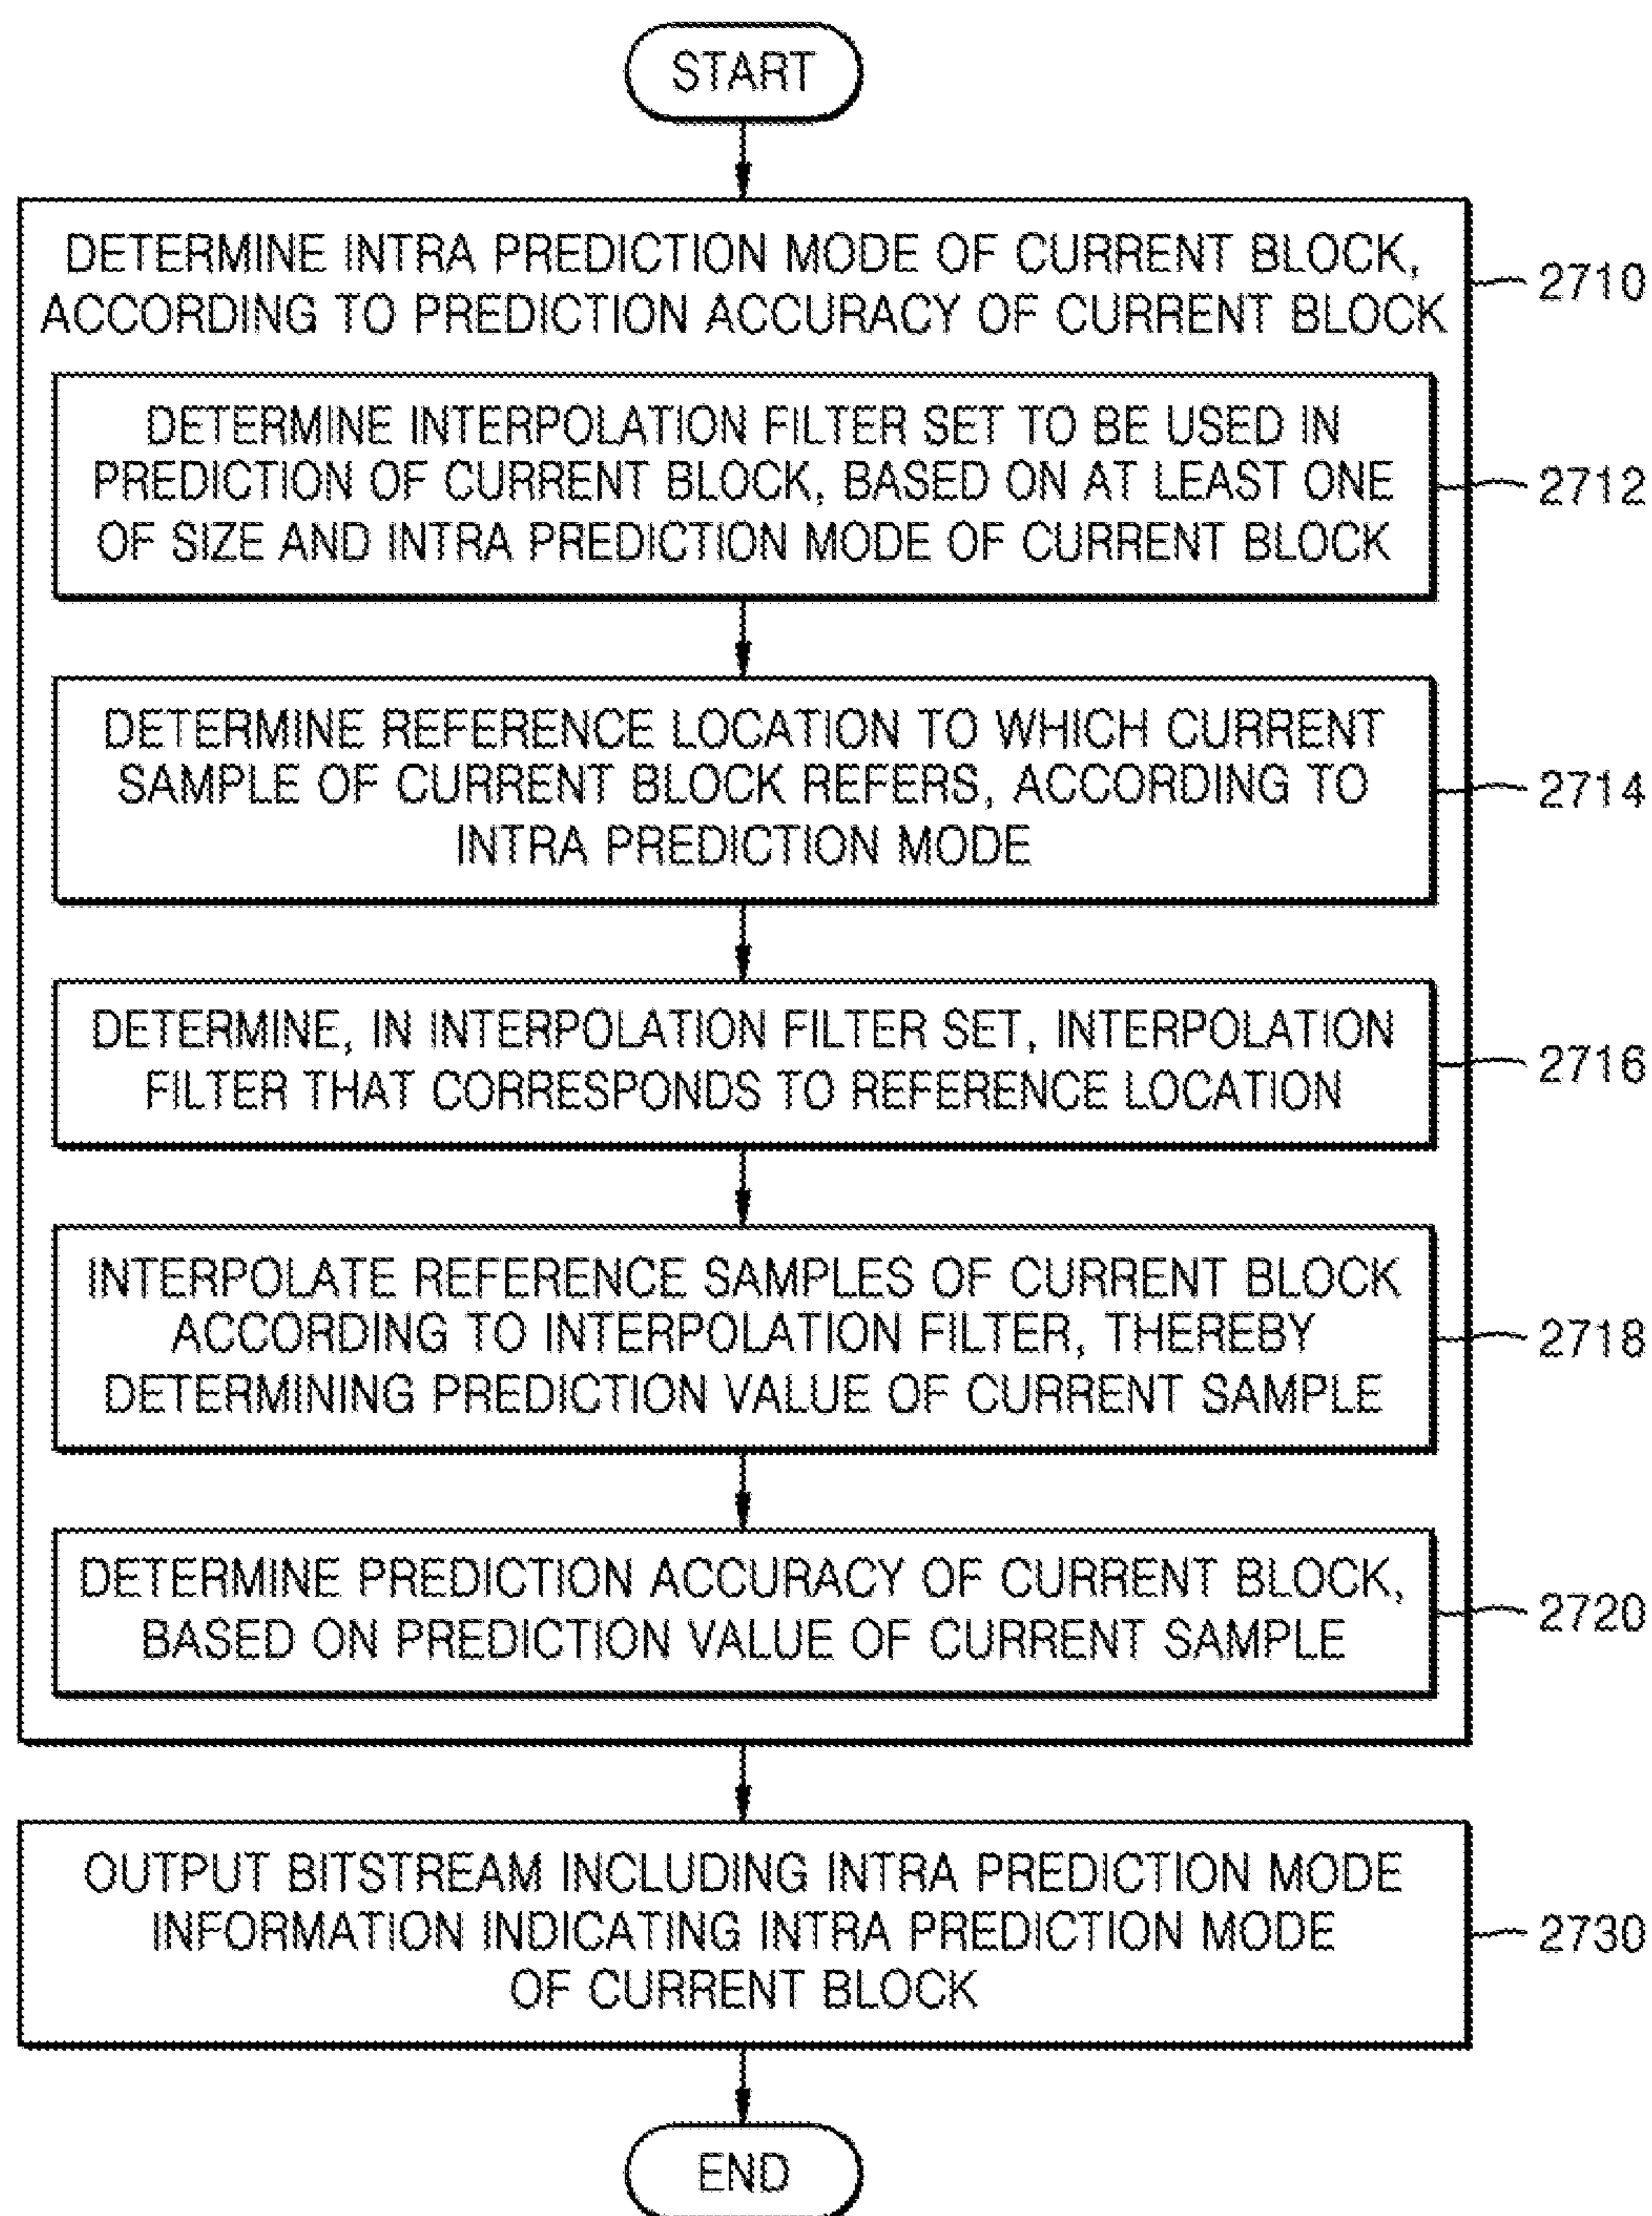 START
DETERMINE INTRA PREDICTION MODE OF CURRENT BLOCK,
ACCORDING TO PREDICTION ACCURACY OF CURRENT BLOCK
2710
DETERMINE INTERPOLATION FILTER SET TO BE USED IN
PREDICTION OF CURRENT BLOCK, BASED ON AT LEAST ONE
OF SIZE AND INTRA PREDICTION MODE OF CURRENT BLOCK
2712
DETERMINE REFERENCE LOCATION TO WHICH CURRENT
SAMPLE OF CURRENT BLOCK REFERS, ACCORDING TO
INTRA PREDICTION MODE
2714
DETERMINE, IN INTERPOLATION FILTER SET, INTERPOLATION
FILTER THAT CORRESPONDS TO REFERENCE LOCATION
2716
INTERPOLATE REFERENCE SAMPLES OF CURRENT BLOCK
ACCORDING TO INTERPOLATION FILTER, THEREBY
DETERMINING PREDICTION VALUE OF CURRENT SAMPLE
2718
DETERMINE PREDICTION ACCURACY OF CURRENT BLOCK,
BASED ON PREDICTION VALUE OF CURRENT SAMPLE
2720
OUTPUT BITSTREAM INCLUDING INTRA PREDICTION MODE
INFORMATION INDICATING INTRA PREDICTION MODE
OF CURRENT BLOCK
2730
END